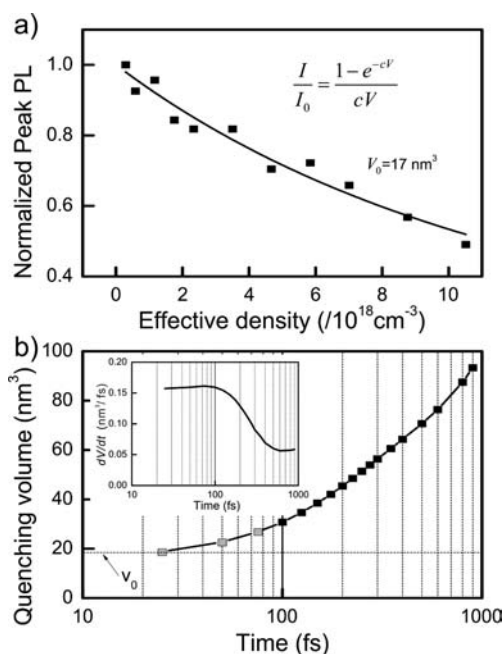 a)
Normalized Peak PL
1.0
0.8
0.6
0.4
I/I₀ = (1−e^{−cV})/(cV)
V₀=17 nm³
0 2 4 6 8 10
Effective density (/10¹⁸cm⁻³)
b)
Quenching volume (nm³)
100
80
60
40
20
0
dV/dt (nm³/ fs)
0.20
0.15
0.10
0.05
0.00
10 100 1000
Time (fs)
V₀
10 100 1000
Time (fs)